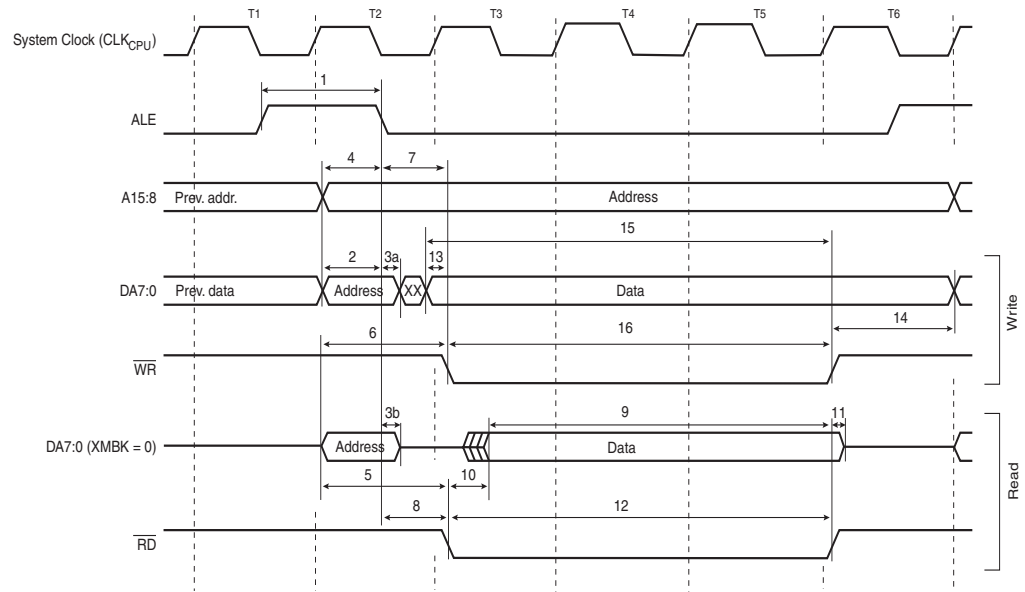 T1 T2 T3 T4 T5 T6
System Clock (CLKCPU)
1
ALE
4 7
A15:8 Prev. addr. Address
15
2 3a 13
DA7:0 Prev. data Address XX Data
6 16 14
WR
Write
3b 9 11
DA7:0 (XMBK = 0) Address Data
5 10
8 12
RD
Read